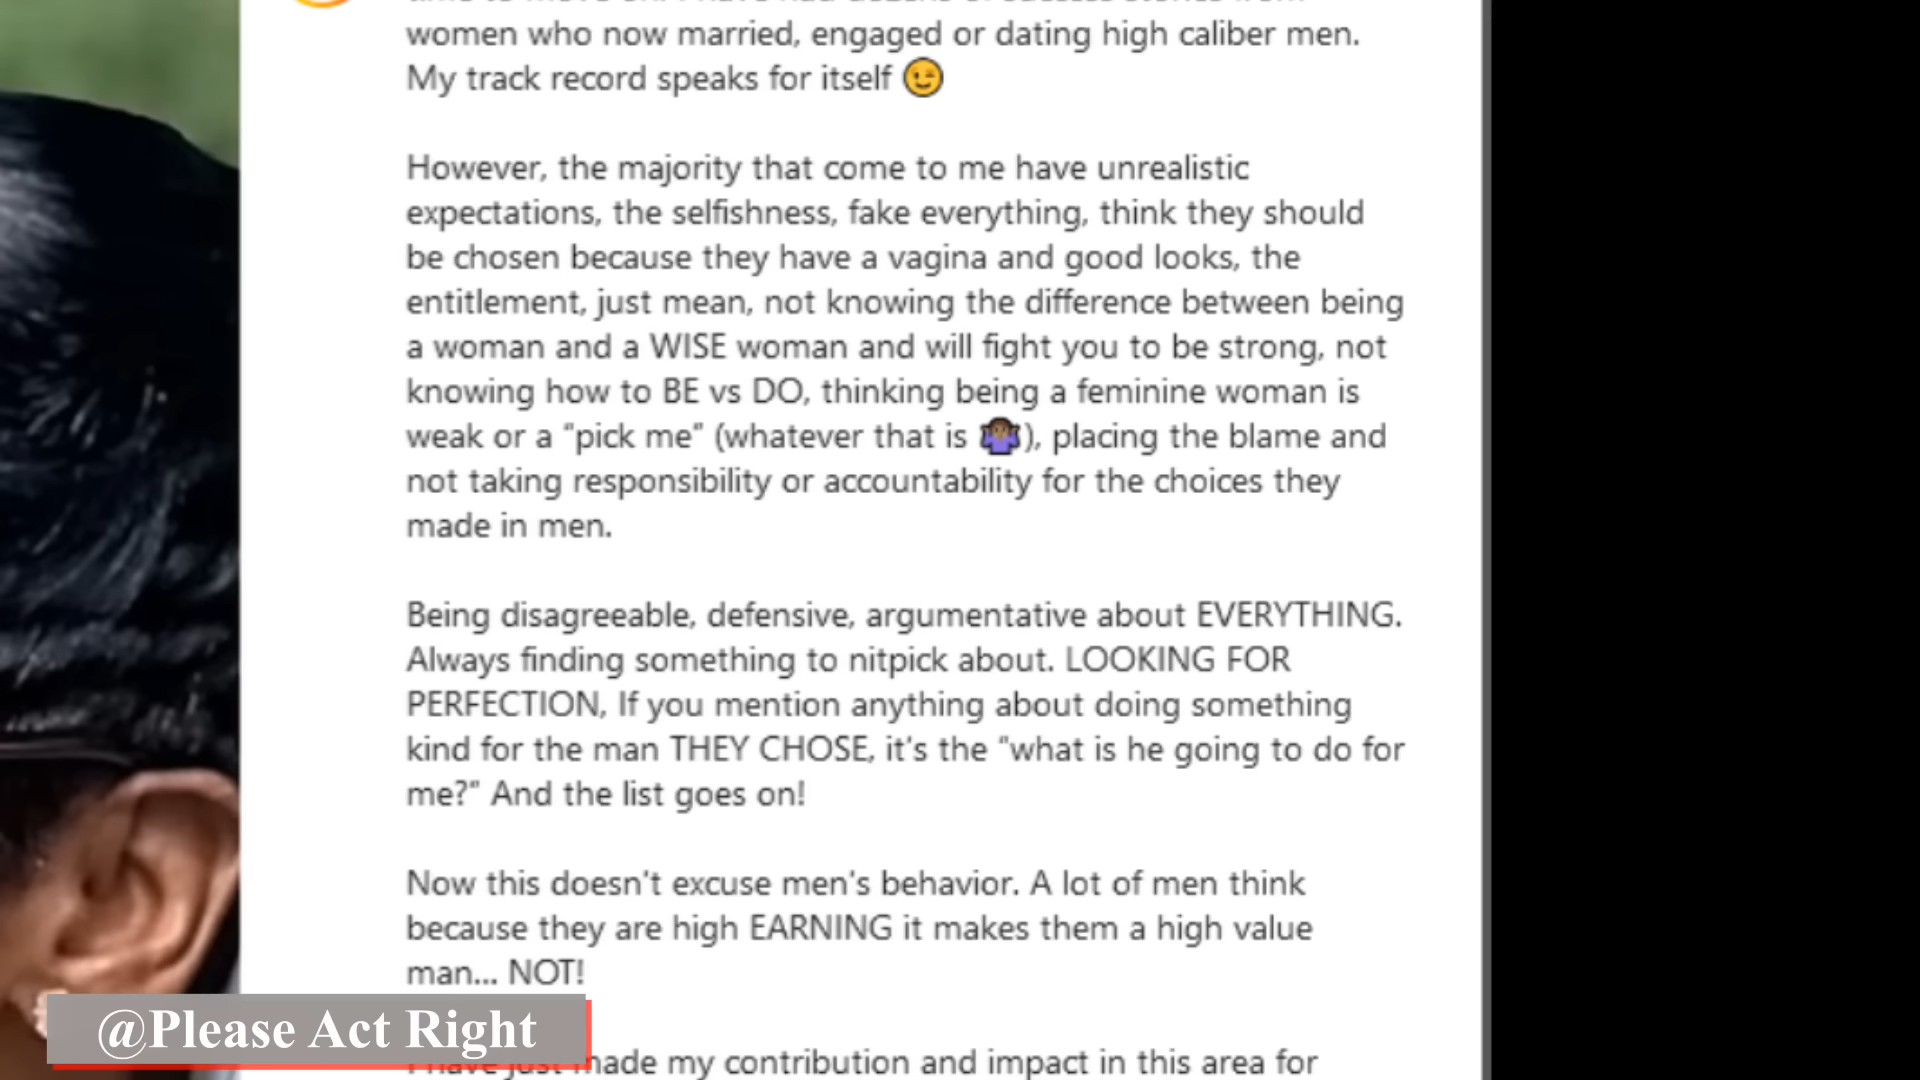 women who now married, engaged or dating high caliber men.
My track record speaks for itself 😉
However, the majority that come to me have unrealistic
expectations, the selfishness, fake everything, think they should
be chosen because they have a vagina and good looks, the
entitlement, just mean, not knowing the difference between being
a woman and a WISE woman and will fight you to be strong, not
knowing how to BE vs DO, thinking being a feminine woman is
weak or a “pick me” (whatever that is 🤷🏾‍♀️), placing the blame and
not taking responsibility or accountability for the choices they
made in men.
Being disagreeable, defensive, argumentative about EVERYTHING.
Always finding something to nitpick about. LOOKING FOR
PERFECTION, If you mention anything about doing something
kind for the man THEY CHOSE, it's the "what is he going to do for
me?" And the list goes on!
Now this doesn't excuse men's behavior. A lot of men think
because they are high EARNING it makes them a high value
man... NOT!
made my contribution and impact in this area for
@Please Act Right